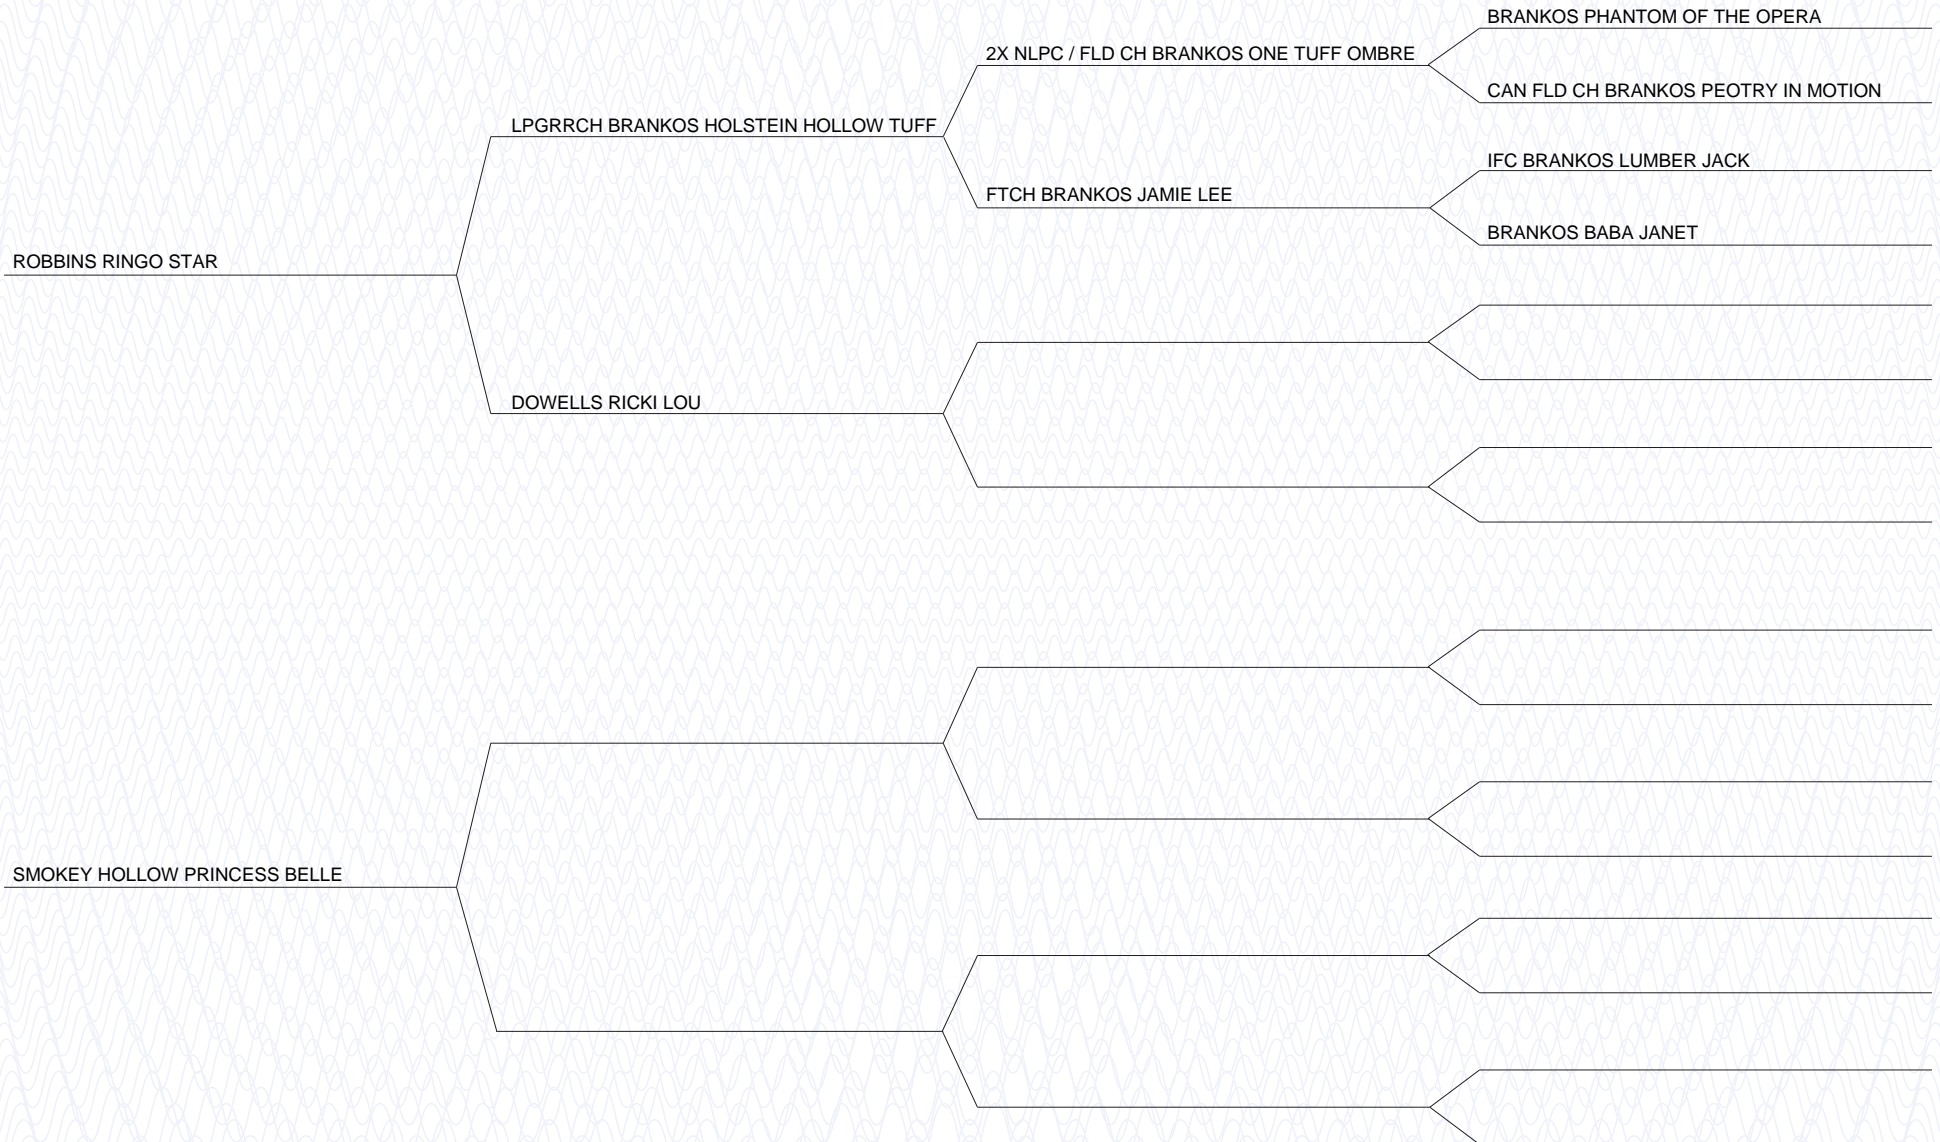 BRANKOS PHANTOM OF THE OPERA
2X NLPC / FLD CH BRANKOS ONE TUFF OMBRE
CAN FLD CH BRANKOS PEOTRY IN MOTION
LPGRRCH BRANKOS HOLSTEIN HOLLOW TUFF
IFC BRANKOS LUMBER JACK
FTCH BRANKOS JAMIE LEE
BRANKOS BABA JANET
ROBBINS RINGO STAR
DOWELLS RICKI LOU
SMOKEY HOLLOW PRINCESS BELLE